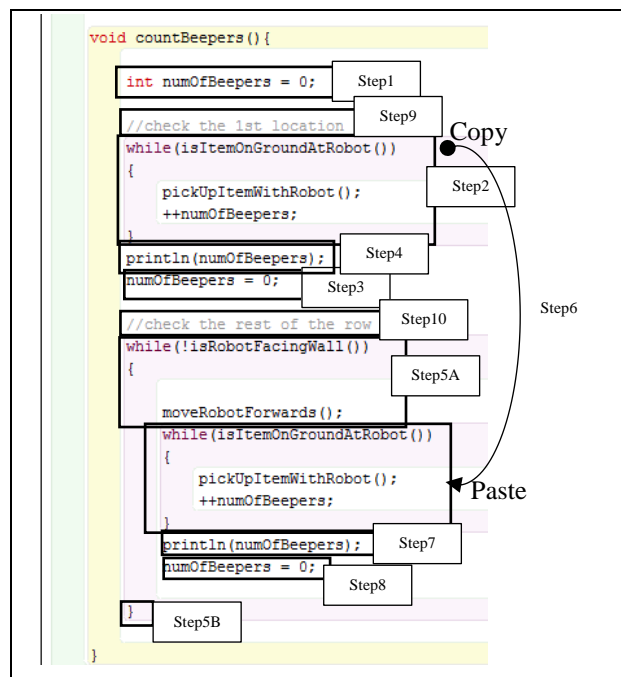 void countBeepers(){
int numOfBeepers = 0; Step1
Step9
//check the 1st location
Copy
while(isItemOnGroundAtRobot())
{
Step2
pickUpItemWithRobot();
++numOfBeepers;
}
Step4
println(numOfBeepers);
numOfBeepers = 0; Step3
Step6
//check the rest of the row Step10
while(!isRobotFacingWall())
{
Step5A
moveRobotForwards();
while(isItemOnGroundAtRobot())
{
pickUpItemWithRobot();
Paste
++numOfBeepers;
}
println(numOfBeepers); Step7
numOfBeepers = 0;
Step8
} Step5B
}